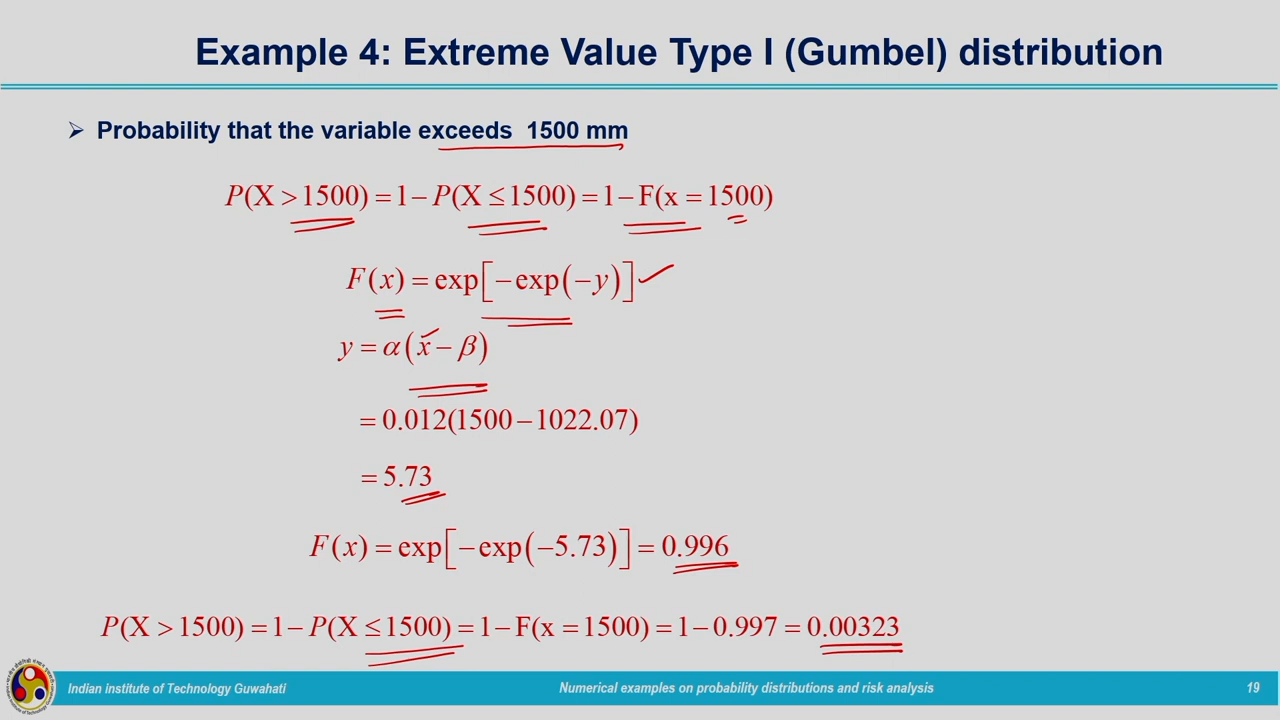 Example 4: Extreme Value Type I (Gumbel) distribution
➢ Probability that the variable exceeds 1500 mm
P(X > 1500) = 1 − P(X ≤ 1500) = 1 − F(x = 1500)
F(x) = exp[−exp(−y)]
y = α(x − β)
= 0.012(1500 − 1022.07)
= 5.73
F(x) = exp[−exp(−5.73)] = 0.996
P(X > 1500) = 1 − P(X ≤ 1500) = 1 − F(x = 1500) = 1 − 0.997 = 0.00323
Indian institute of Technology Guwahati Numerical examples on probability distributions and risk analysis 19